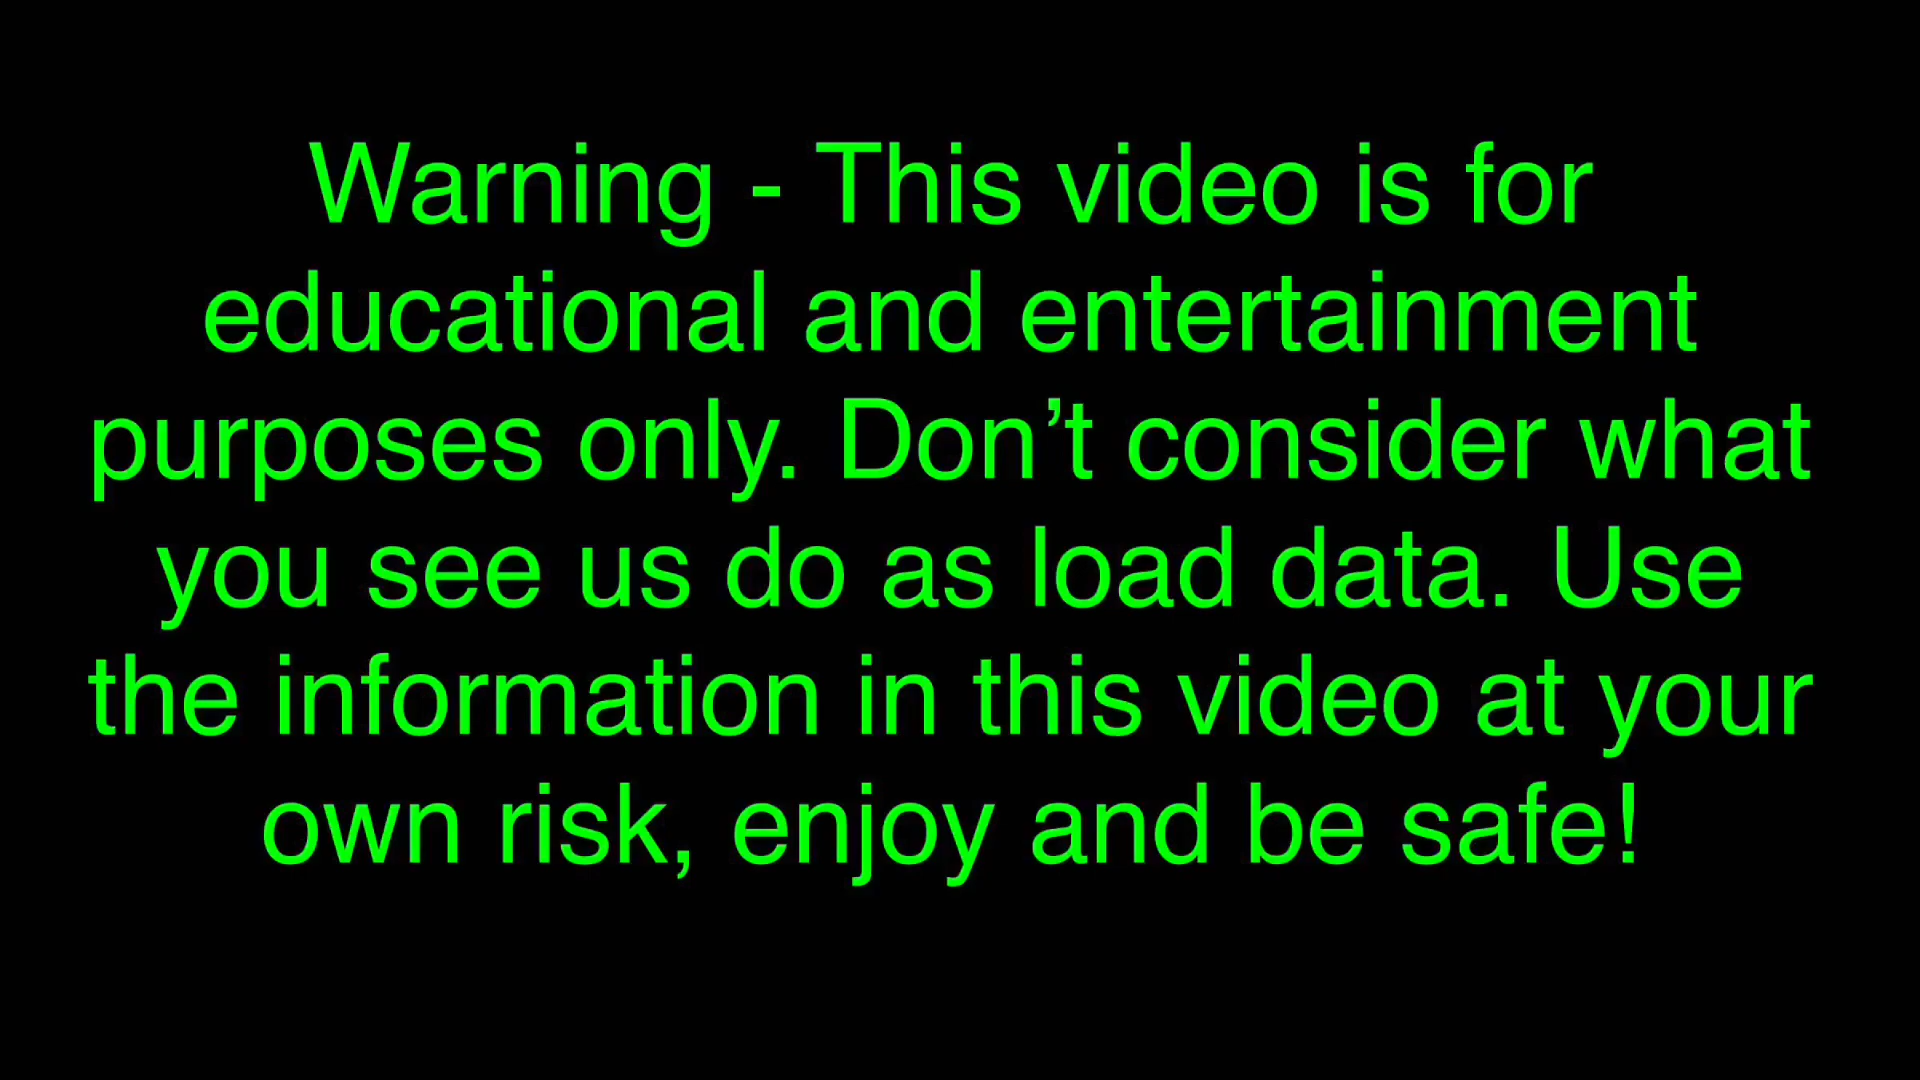 Warning - This video is for
educational and entertainment
purposes only. Don’t consider what
you see us do as load data. Use
the information in this video at your
own risk, enjoy and be safe!